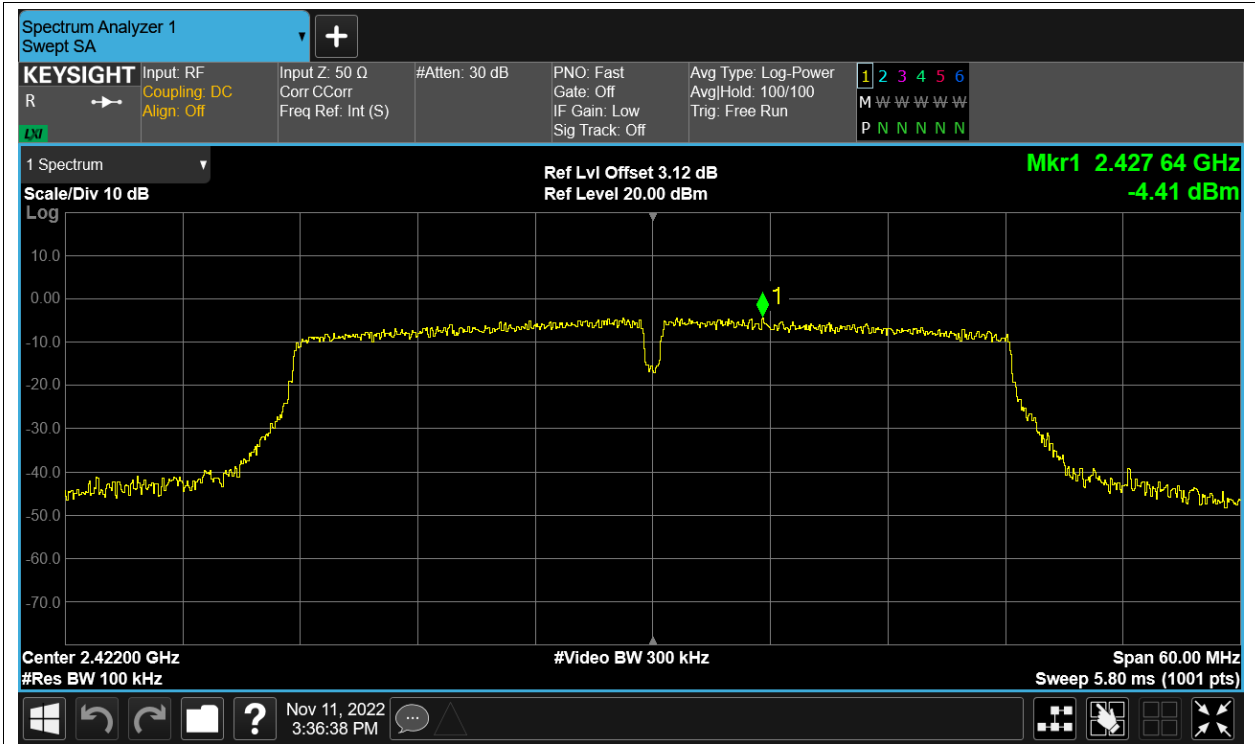 Spectrum Analyzer 1
Swept SA
+
KEYSIGHT
R
LXI
Input: RF
Coupling: DC
Align: Off
Input Z: 50 Ω
Corr CCorr
Freq Ref: Int (S)
#Atten: 30 dB
PNO: Fast
Gate: Off
IF Gain: Low
Sig Track: Off
Avg Type: Log-Power
Avg|Hold: 100/100
Trig: Free Run
1 2 3 4 5 6
M W W W W W
P N N N N N
1 Spectrum
Scale/Div 10 dB
Log
Ref Lvl Offset 3.12 dB
Ref Level 20.00 dBm
Mkr1 2.427 64 GHz
-4.41 dBm
1
10.0
0.00
-10.0
-20.0
-30.0
-40.0
-50.0
-60.0
-70.0
Center 2.42200 GHz
#Video BW 300 kHz
Span 60.00 MHz
#Res BW 100 kHz
Sweep 5.80 ms (1001 pts)
?
Nov 11, 2022
3:36:38 PM